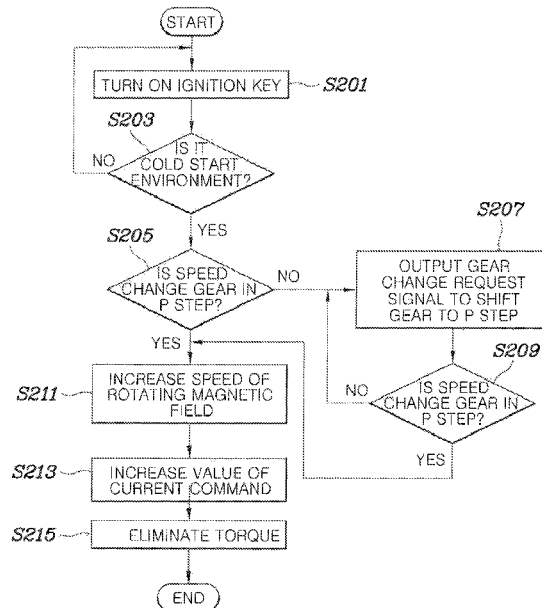 START
TURN ON IGNITION KEY
S201
S203
IS IT
COLD START
ENVIRONMENT?
NO
YES
S205
IS SPEED
CHANGE GEAR IN
P STEP?
NO
YES
S207
OUTPUT GEAR
CHANGE REQUEST
SIGNAL TO SHIFT
GEAR TO P STEP
S209
IS SPEED
CHANGE GEAR IN
P STEP?
NO
YES
S211
INCREASE SPEED OF
ROTATING MAGNETIC
FIELD
S213
INCREASE VALUE OF
CURRENT COMMAND
S215
ELIMINATE TORQUE
END